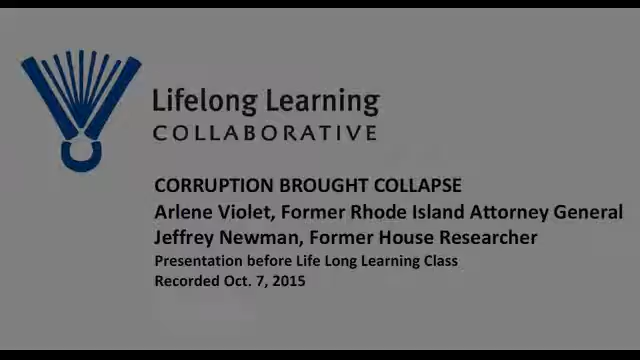 Lifelong Learning
COLLABORATIVE
CORRUPTION BROUGHT COLLAPSE
Arlene Violet, Former Rhode Island Attorney General
Jeffrey Newman, Former House Researcher
Presentation before Life Long Learning Class
Recorded Oct. 7, 2015